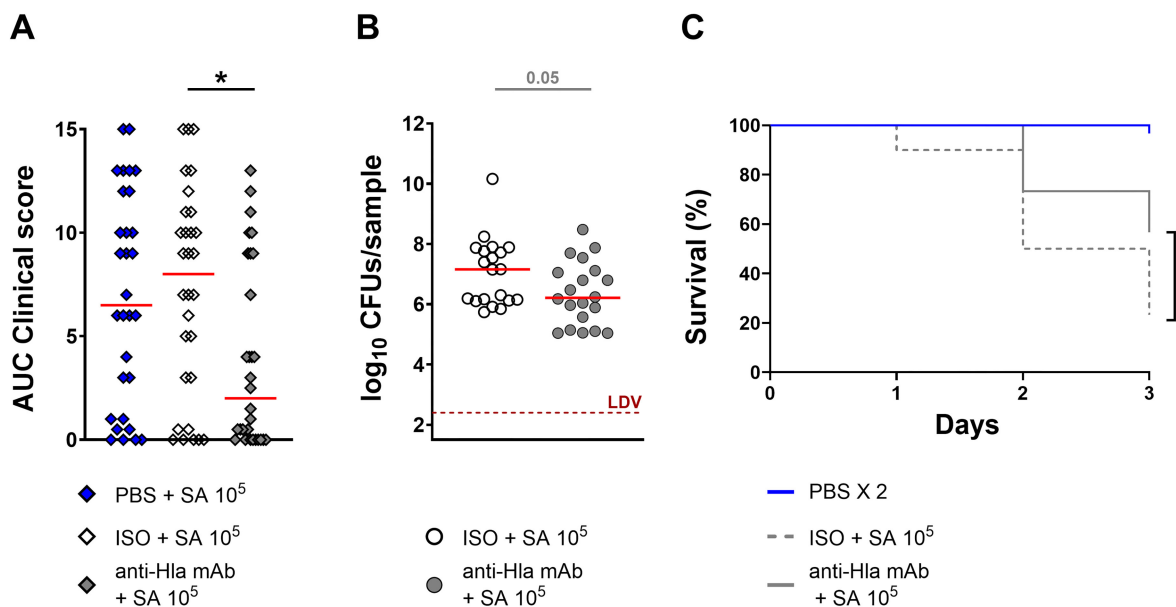 A
B
C
*
0.05
AUC Clinical score
15
10
5
0
log10 CFUs/sample
12
10
8
6
4
2
LDV
Survival (%)
100
80
60
40
20
0
0
1
2
3
Days
PBS + SA 10^5
ISO + SA 10^5
anti-Hla mAb
+ SA 10^5
ISO + SA 10^5
anti-Hla mAb
+ SA 10^5
PBS X 2
ISO + SA 10^5
anti-Hla mAb
+ SA 10^5